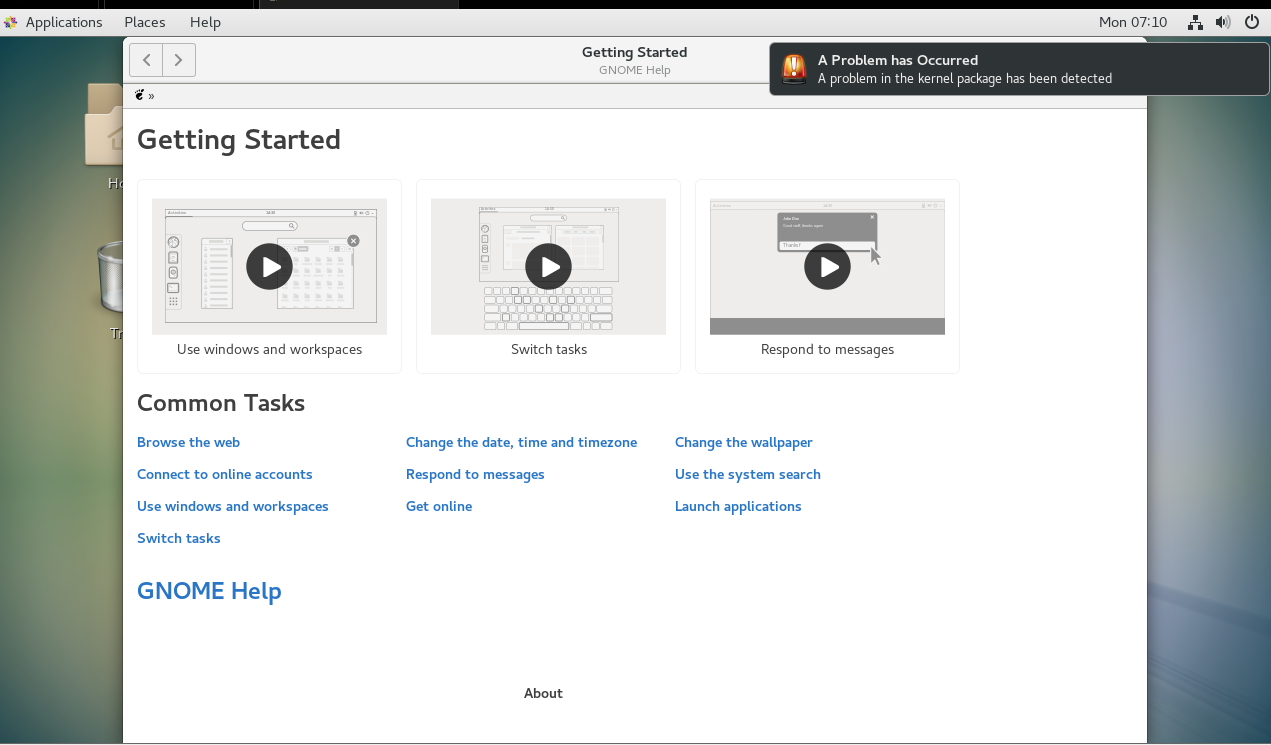 Applications Places Help Mon 07:10
Getting Started
GNOME Help
A Problem has Occurred
A problem in the kernel package has been detected
»
Getting Started
Use windows and workspaces
Switch tasks
Respond to messages
Common Tasks
Browse the web
Change the date, time and timezone
Change the wallpaper
Connect to online accounts
Respond to messages
Use the system search
Use windows and workspaces
Get online
Launch applications
Switch tasks
GNOME Help
About